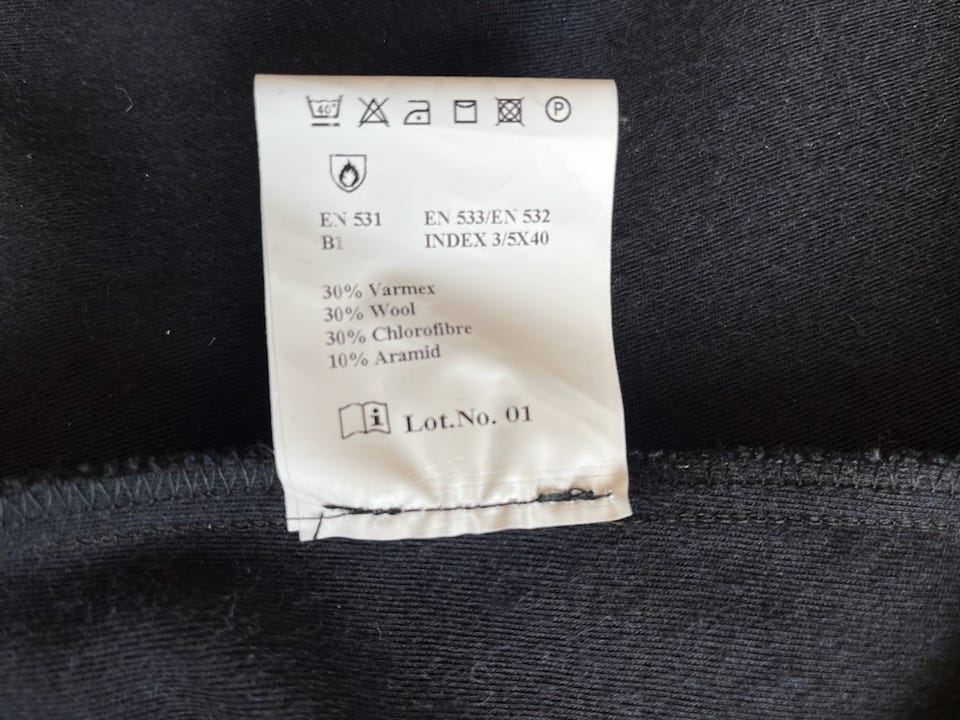 40° P
EN 531 EN 533/EN 532
B1 INDEX 3/5X40
30% Varmex
30% Wool
30% Chlorofibre
10% Aramid
i Lot.No. 01